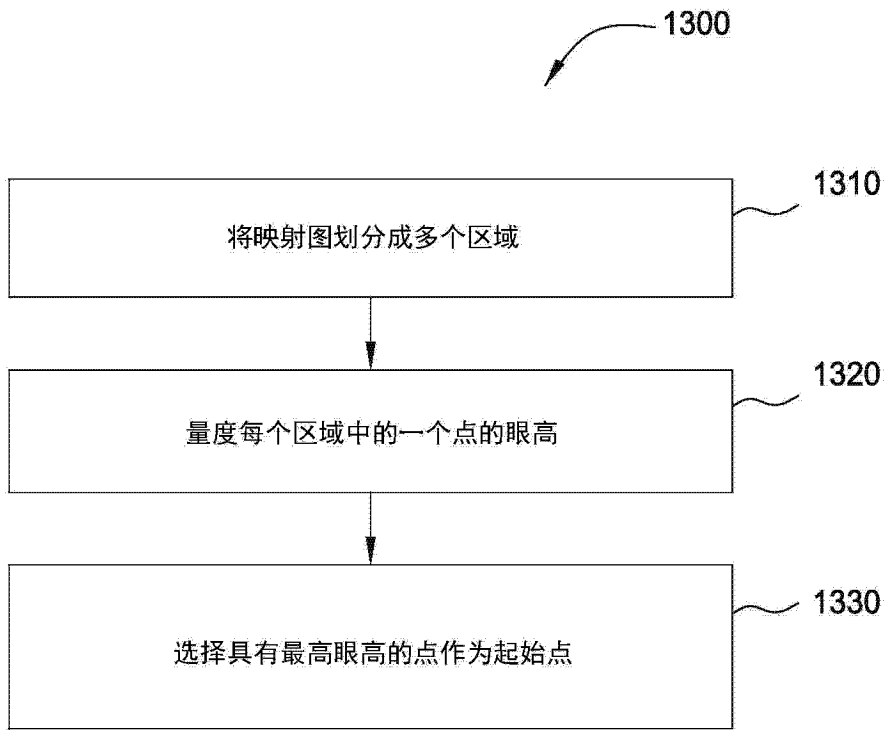 1300
1310
将映射图划分成多个区域
1320
量度每个区域中的一个点的眼高
1330
选择具有最高眼高的点作为起始点